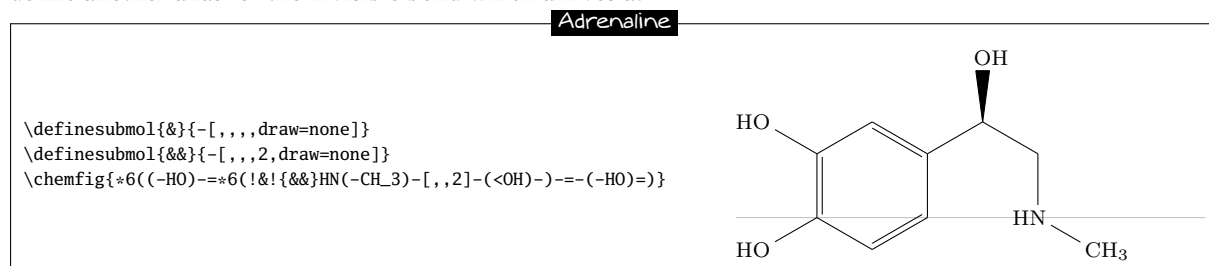 Adrenaline
\definesubmol{&}{-[,,,,draw=none]}
\definesubmol{&&}{-[,,,2,draw=none]}
\chemfig{*6((-HO)-=*6(!&!{&&}HN(-CH_3)-[,,2]-(<OH)-)-=-(-HO)=)}
OH
HO
HN
HO
CH3